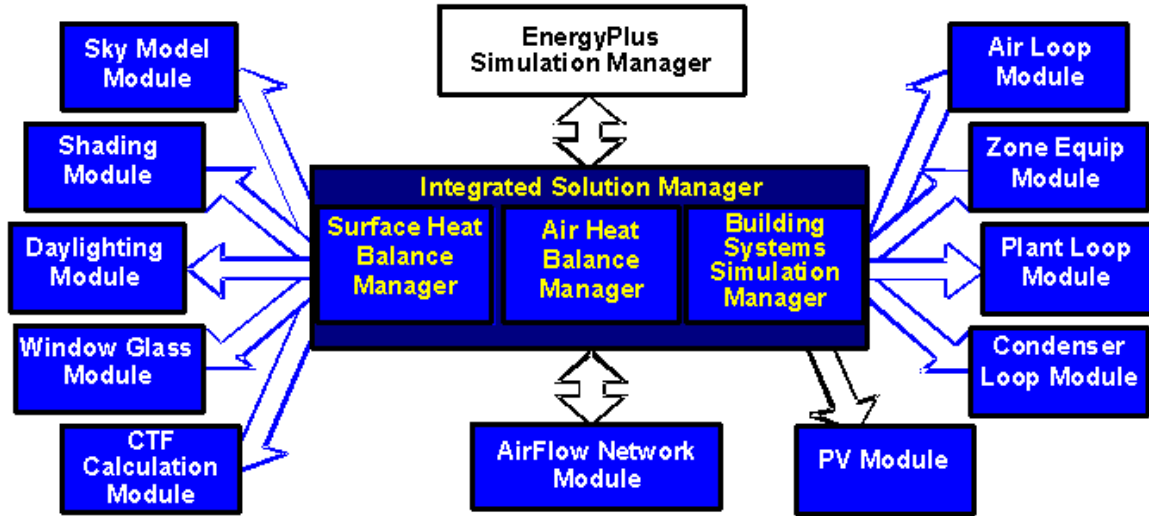 Sky Model
Module
Shading
Module
Daylighting
Module
Window Glass
Module
CTF
Calculation
Module
EnergyPlus
Simulation Manager
Integrated Solution Manager
Surface Heat
Balance
Manager
Air Heat
Balance
Manager
Building
Systems
Simulation
Manager
AirFlow Network
Module
PV Module
Air Loop
Module
Zone Equip
Module
Plant Loop
Module
Condenser
Loop Module